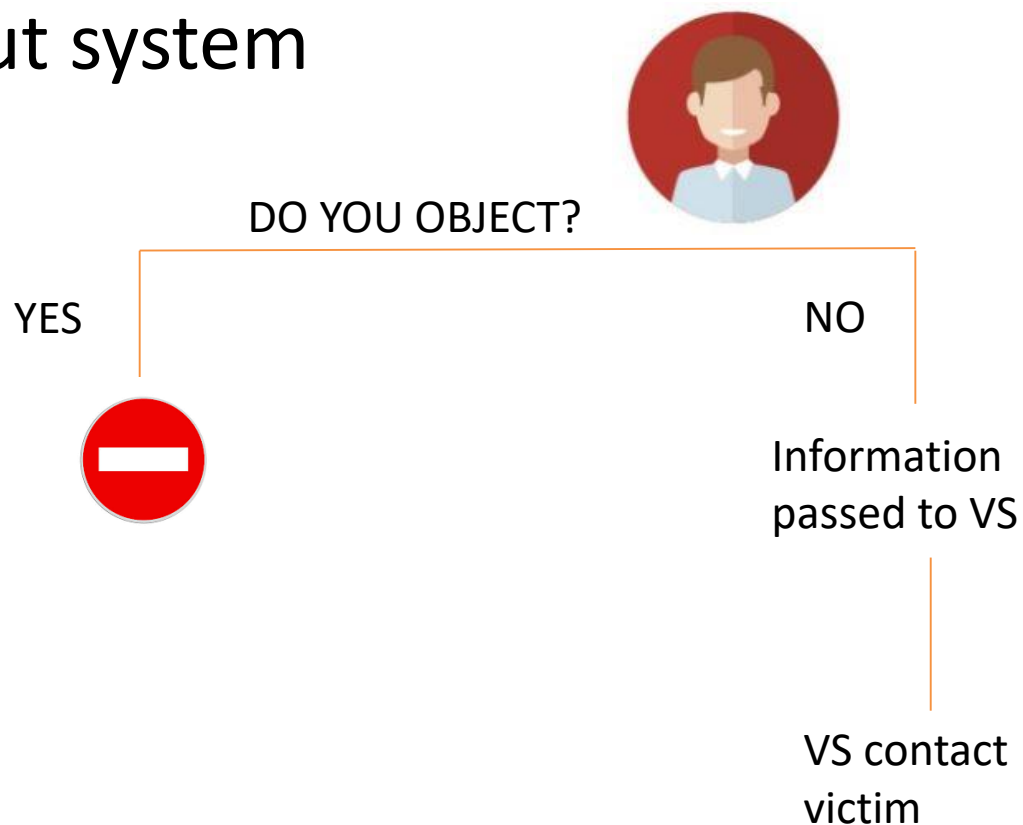 ut system
DO YOU OBJECT?
YES
NO
Information
passed to VS
VS contact
victim